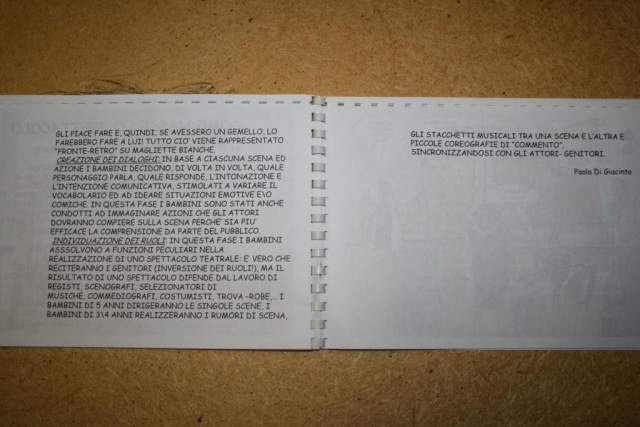 GLI PIACE FARE E, QUINDI, SE AVESSERO UN GEMELLO, LO
FAREBBERO FARE A LUI! TUTTO CIO' VIENE RAPPRESENTATO
"FRONTE-RETRO" SU MAGLIETTE BIANCHE.
CREAZIONE DEI DIALOGHI: IN BASE A CIASCUNA SCENA ED
AZIONE I BAMBINI DECIDONO, DI VOLTA IN VOLTA, QUALE
PERSONAGGIO PARLA, QUALE RISPONDE, L'INTONAZIONE E
L'INTENZIONE COMUNICATIVA, STIMOLATI A VARIARE IL
VOCABOLARIO ED AD IDEARE SITUAZIONI EMOTIVE E\O
COMICHE. IN QUESTA FASE I BAMBINI SONO STATI ANCHE
CONDOTTI AD IMMAGINARE AZIONI CHE GLI ATTORI
DOVRANNO COMPIERE SULLA SCENA PERCHE' SIA PIU'
EFFICACE LA COMPRENSIONE DA PARTE DEL PUBBLICO.
INDIVIDUAZIONE DEI RUOLI: IN QUESTA FASE I BAMBINI
ASSSOLVONO A FUNZIONI PECULIARI NELLA
REALIZZAZIONE DI UNO SPETTACOLO TEATRALE: E' VERO CHE
RECITERANNO I GENITORI (INVERSIONE DEI RUOLI!), MA IL
RISULTATO DI UNO SPETTACOLO DIPENDE DAL LAVORO DI
REGISTI, SCENOGRAFI, SELEZIONATORI DI
MUSICHE, COMMEDIOGRAFI, COSTUMISTI, TROVA -ROBE,... I
BAMBINI DI 5 ANNI DIRIGERANNO LE SINGOLE SCENE, I
BAMBINI DI 3\4 ANNI REALIZZERANNO I RUMORI DI SCENA,
GLI STACCHETTI MUSICALI TRA UNA SCENA E L'ALTRA E
PICCOLE COREOGRAFIE DI "COMMENTO",
SINCRONIZZANDOSI CON GLI ATTORI- GENITORI.
Paola Di Giacinto